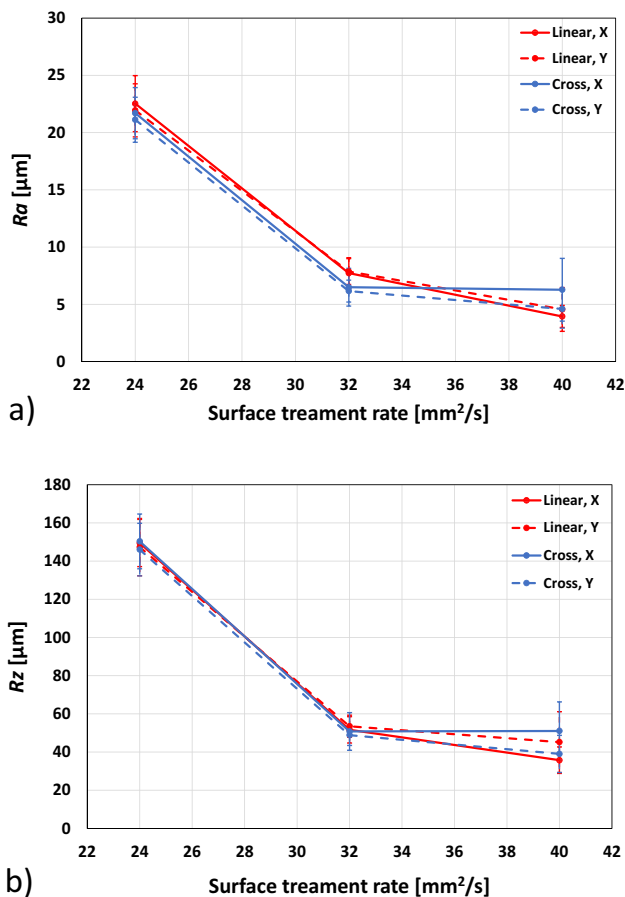 30
25
20
15
10
5
0
Ra [µm]
Linear, X
Linear, Y
Cross, X
Cross, Y
22 24 26 28 30 32 34 36 38 40 42
Surface treament rate [mm²/s]
a)
180
160
140
120
100
80
60
40
20
0
Rz [µm]
Linear, X
Linear, Y
Cross, X
Cross, Y
22 24 26 28 30 32 34 36 38 40 42
Surface treament rate [mm²/s]
b)